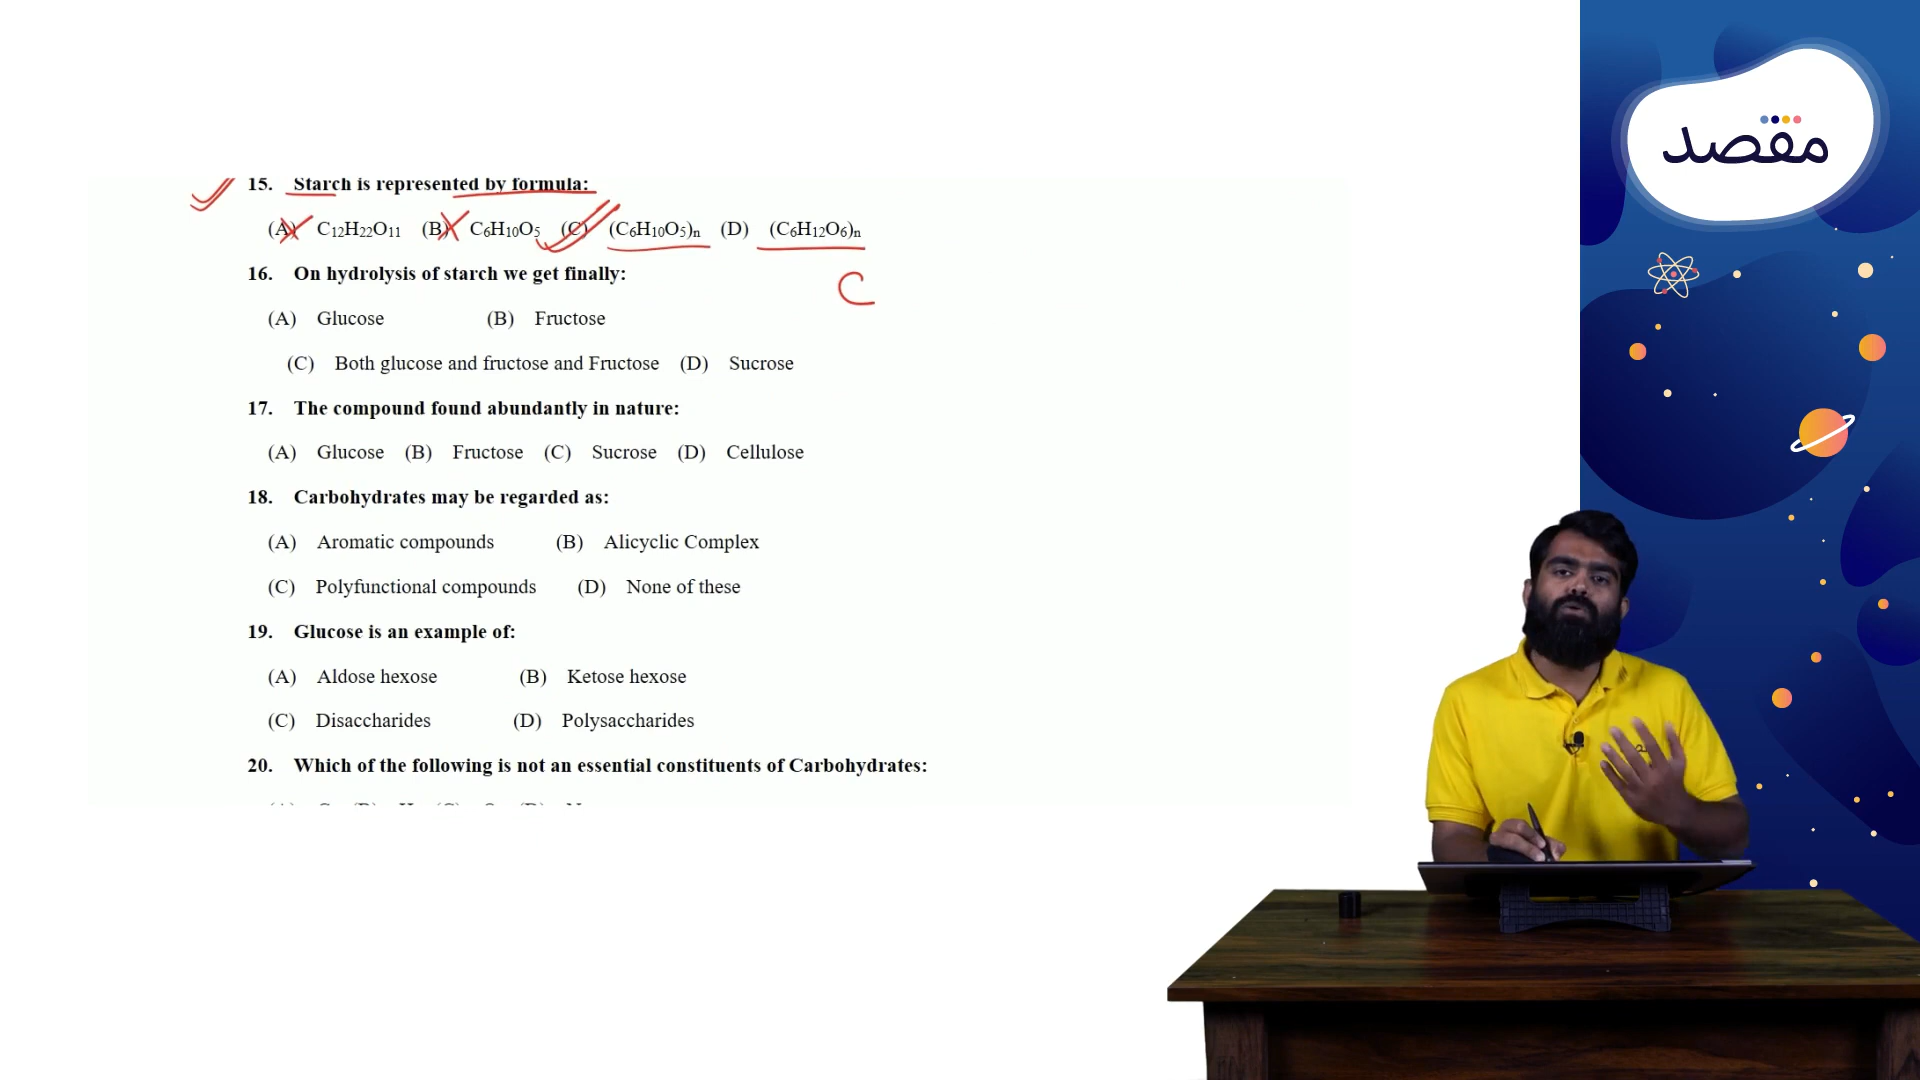 مقصد
15. Starch is represented by formula:
(A) C12H22O11 (B) C6H10O5 (C) (C6H10O5)n (D) (C6H12O6)n
C
16. On hydrolysis of starch we get finally:
(A) Glucose (B) Fructose
(C) Both glucose and fructose and Fructose (D) Sucrose
17. The compound found abundantly in nature:
(A) Glucose (B) Fructose (C) Sucrose (D) Cellulose
18. Carbohydrates may be regarded as:
(A) Aromatic compounds (B) Alicyclic Complex
(C) Polyfunctional compounds (D) None of these
19. Glucose is an example of:
(A) Aldose hexose (B) Ketose hexose
(C) Disaccharides (D) Polysaccharides
20. Which of the following is not an essential constituents of Carbohydrates: